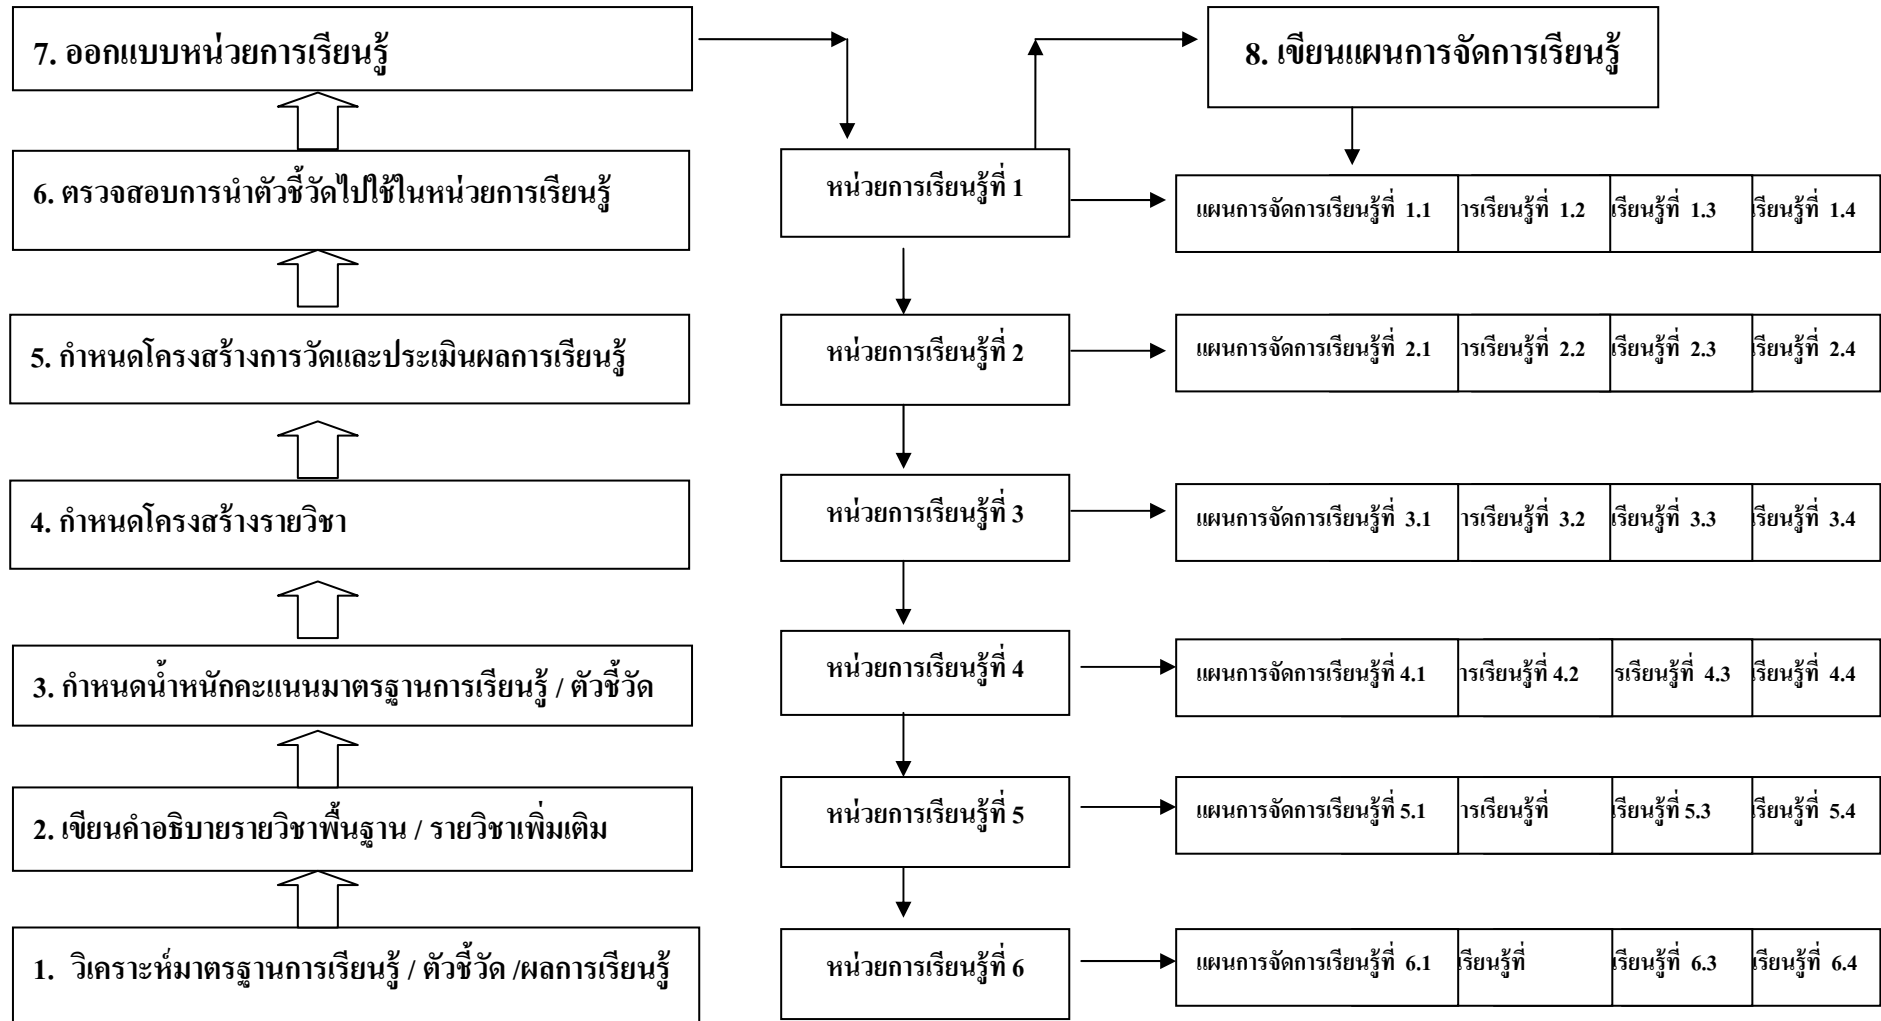 7. ออกแบบหน่วยการเรียนรู้
8. เขียนแผนการจัดการเรียนรู้
6. ตรวจสอบการนำตัวชี้วัดไปใช้ในหน่วยการเรียนรู้
หน่วยการเรียนรู้ที่ 1
แผนการจัดการเรียนรู้ที่ 1.1 ารเรียนรู้ที่ 1.2 เรียนรู้ที่ 1.3 เรียนรู้ที่ 1.4
5. กำหนดโครงสร้างการวัดและประเมินผลการเรียนรู้
หน่วยการเรียนรู้ที่ 2
แผนการจัดการเรียนรู้ที่ 2.1 ารเรียนรู้ที่ 2.2 เรียนรู้ที่ 2.3 เรียนรู้ที่ 2.4
4. กำหนดโครงสร้างรายวิชา
หน่วยการเรียนรู้ที่ 3
แผนการจัดการเรียนรู้ที่ 3.1 ารเรียนรู้ที่ 3.2 เรียนรู้ที่ 3.3 เรียนรู้ที่ 3.4
3. กำหนดน้ำหนักคะแนนมาตรฐานการเรียนรู้ / ตัวชี้วัด
หน่วยการเรียนรู้ที่ 4
แผนการจัดการเรียนรู้ที่ 4.1 ารเรียนรู้ที่ 4.2 รเรียนรู้ที่ 4.3 เรียนรู้ที่ 4.4
2. เขียนคำอธิบายรายวิชาพื้นฐาน / รายวิชาเพิ่มเติม
หน่วยการเรียนรู้ที่ 5
แผนการจัดการเรียนรู้ที่ 5.1 ารเรียนรู้ที่ เรียนรู้ที่ 5.3 เรียนรู้ที่ 5.4
1. วิเคราะห์มาตรฐานการเรียนรู้ / ตัวชี้วัด /ผลการเรียนรู้
หน่วยการเรียนรู้ที่ 6
แผนการจัดการเรียนรู้ที่ 6.1 เรียนรู้ที่ เรียนรู้ที่ 6.3 เรียนรู้ที่ 6.4